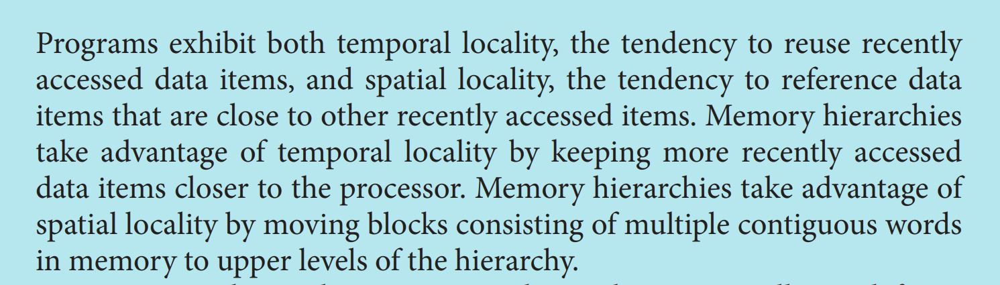 Programs exhibit both temporal locality, the tendency to reuse recently
accessed data items, and spatial locality, the tendency to reference data
items that are close to other recently accessed items. Memory hierarchies
take advantage of temporal locality by keeping more recently accessed
data items closer to the processor. Memory hierarchies take advantage of
spatial locality by moving blocks consisting of multiple contiguous words
in memory to upper levels of the hierarchy.